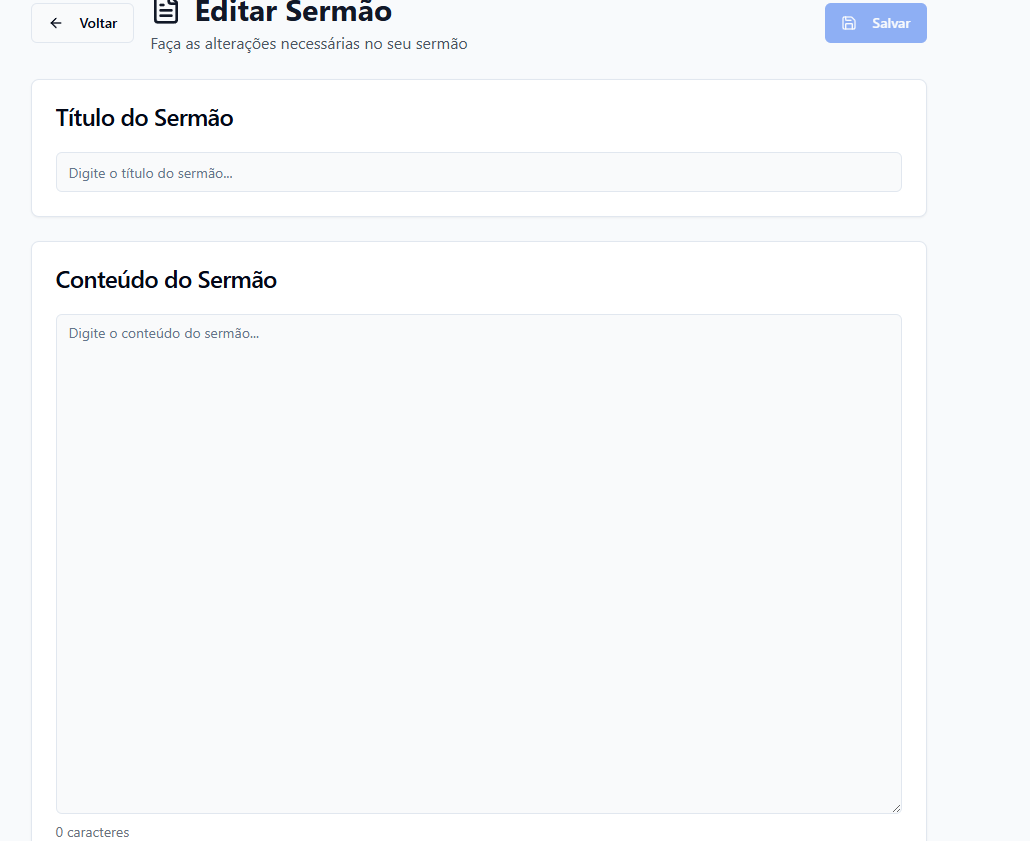 Voltar
Editar Sermão
Faça as alterações necessárias no seu sermão
Salvar
Título do Sermão
Digite o título do sermão...
Conteúdo do Sermão
Digite o conteúdo do sermão...
0 caracteres